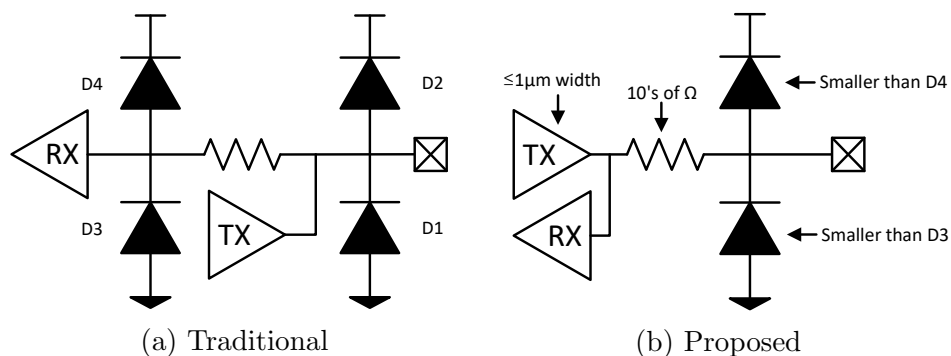 D4
D2
RX
TX
D3
D1
(a) Traditional
≤1μm width
10's of Ω
Smaller than D4
TX
RX
Smaller than D3
(b) Proposed